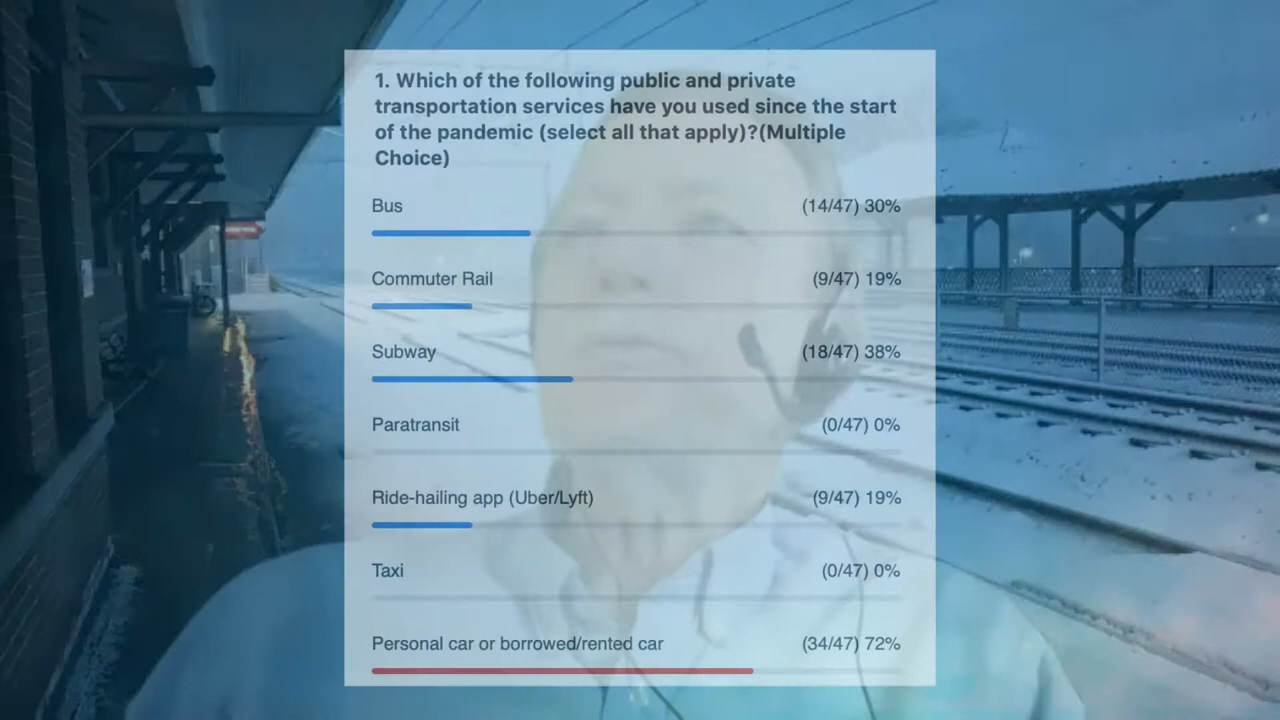 1. Which of the following public and private
transportation services have you used since the start
of the pandemic (select all that apply)?(Multiple
Choice)
Bus (14/47) 30%
Commuter Rail (9/47) 19%
Subway (18/47) 38%
Paratransit (0/47) 0%
Ride-hailing app (Uber/Lyft) (9/47) 19%
Taxi (0/47) 0%
Personal car or borrowed/rented car (34/47) 72%